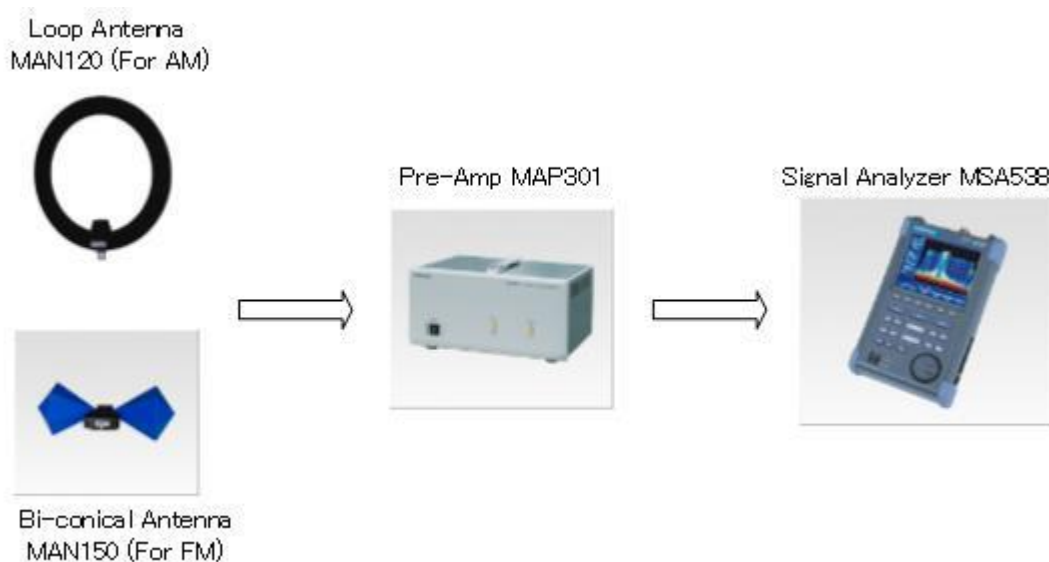 Loop Antenna
MAN120 (For AM)
Pre-Amp MAP301
Signal Analyzer MSA538
Bi-conical Antenna
MAN150 (For FM)